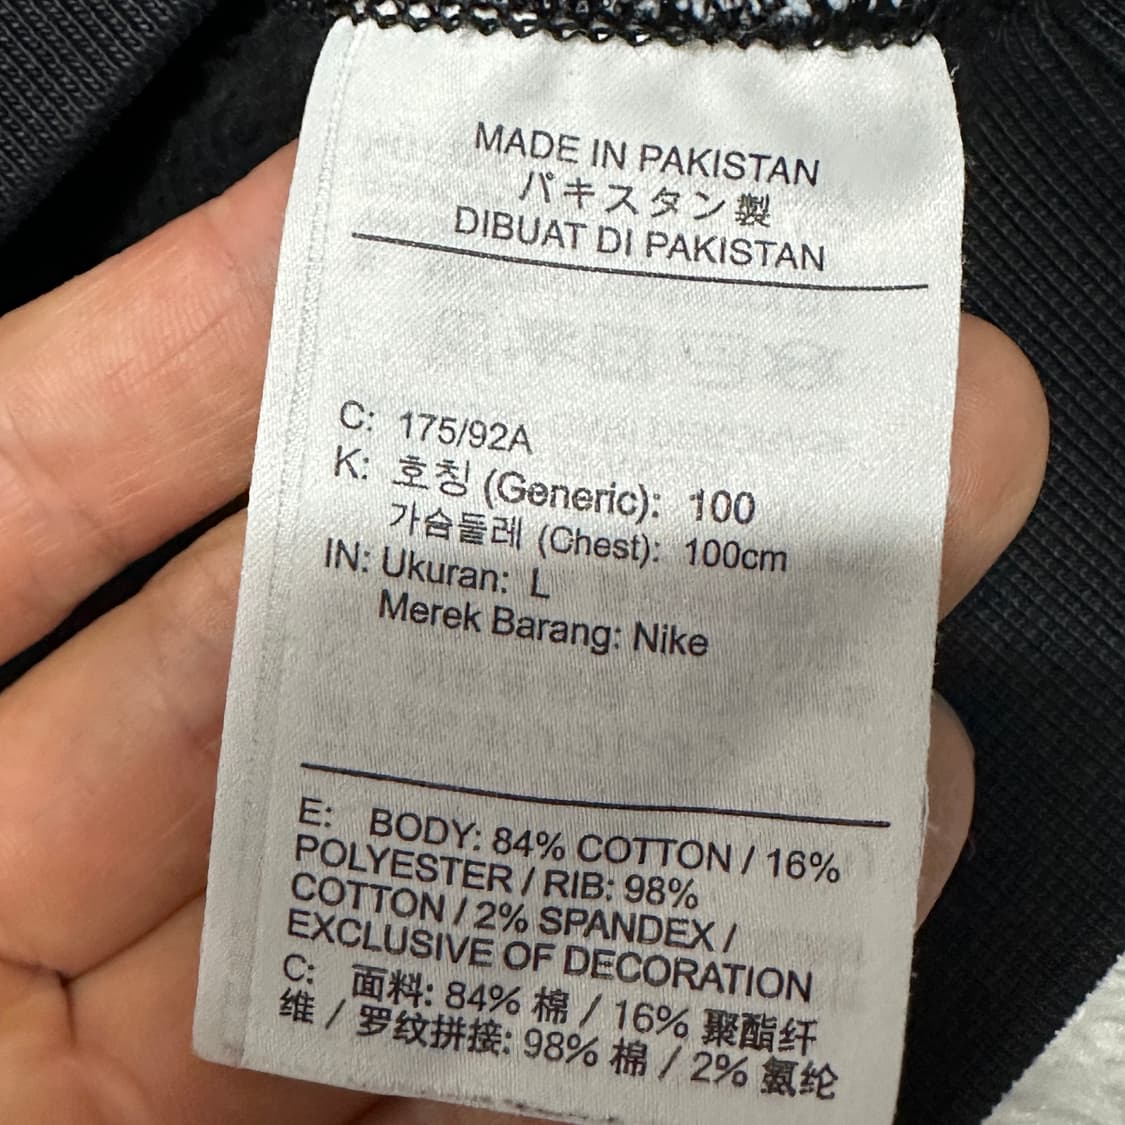 MADE IN PAKISTAN
パキスタン製
DIBUAT DI PAKISTAN
C: 175/92A
K: 호칭 (Generic): 100
가슴둘레 (Chest): 100cm
IN: Ukuran: L
Merek Barang: Nike
E: BODY: 84% COTTON / 16%
POLYESTER / RIB: 98%
COTTON / 2% SPANDEX /
EXCLUSIVE OF DECORATION
C: 面料: 84% 棉 / 16% 聚酯纤
维 / 罗纹拼接: 98% 棉 / 2% 氨纶